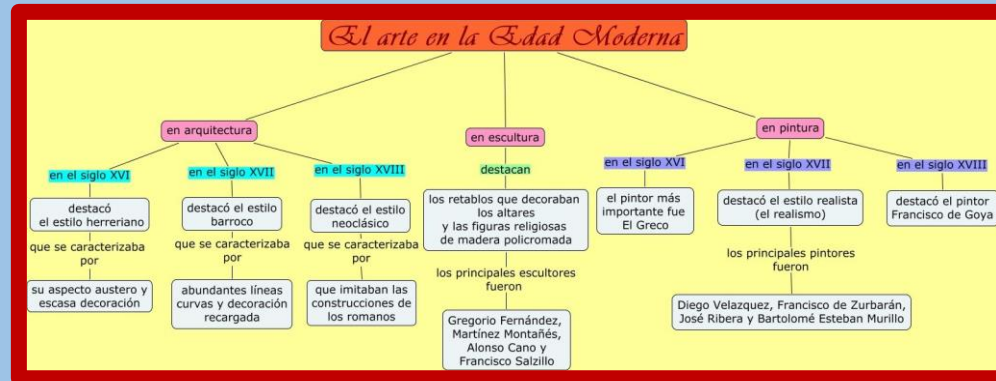 El arte en la Edad Moderna
en arquitectura
en el siglo XVI
destacó
el estilo herreriano
que se caracterizaba
por
su aspecto austero y
escasa decoración
en el siglo XVII
destacó el estilo
barroco
que se caracterizaba
por
abundantes líneas
curvas y decoración
recargada
en el siglo XVIII
destacó el estilo
neoclásico
que se caracterizaba
por
que imitaban las
construcciones de
los romanos
en escultura
destacan
los retablos que decoraban
los altares
y las figuras religiosas
de madera policromada
los principales escultores
fueron
Gregorio Fernández,
Martínez Montañés,
Alonso Cano y
Francisco Salzillo
en pintura
en el siglo XVI
el pintor más
importante fue
El Greco
en el siglo XVII
destacó el estilo realista
(el realismo)
los principales pintores
fueron
Diego Velazquez, Francisco de Zurbarán,
José Ribera y Bartolomé Esteban Murillo
en el siglo XVIII
destacó el pintor
Francisco de Goya